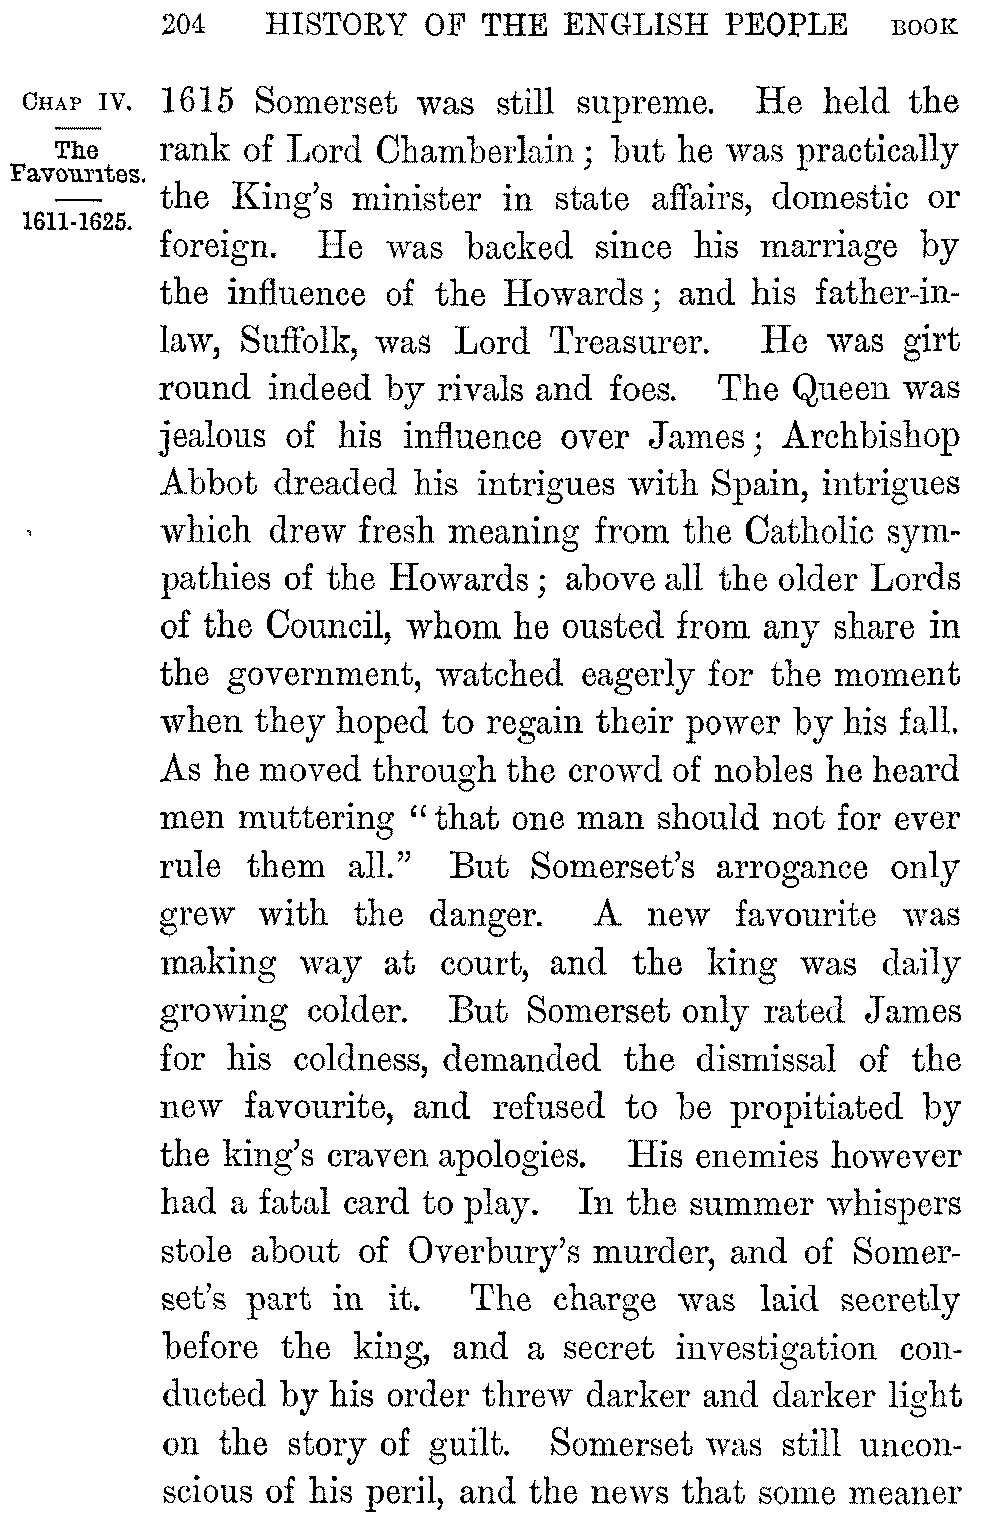 204 HISTORY OF THE ENGLISH PEOPLE BOOK
CHAP IV.
The
Favourites.
1611-1625.
1615 Somerset was still supreme. He held the
rank of Lord Chamberlain; but he was practically
the King's minister in state affairs, domestic or
foreign. He was backed since his marriage by
the influence of the Howards; and his father-in-
law, Suffolk, was Lord Treasurer. He was girt
round indeed by rivals and foes. The Queen was
jealous of his influence over James; Archbishop
Abbot dreaded his intrigues with Spain, intrigues
which drew fresh meaning from the Catholic sym-
pathies of the Howards; above all the older Lords
of the Council, whom he ousted from any share in
the government, watched eagerly for the moment
when they hoped to regain their power by his fall.
As he moved through the crowd of nobles he heard
men muttering "that one man should not for ever
rule them all." But Somerset's arrogance only
grew with the danger. A new favourite was
making way at court, and the king was daily
growing colder. But Somerset only rated James
for his coldness, demanded the dismissal of the
new favourite, and refused to be propitiated by
the king's craven apologies. His enemies however
had a fatal card to play. In the summer whispers
stole about of Overbury's murder, and of Somer-
set's part in it. The charge was laid secretly
before the king, and a secret investigation con-
ducted by his order threw darker and darker light
on the story of guilt. Somerset was still uncon-
scious of his peril, and the news that some meaner